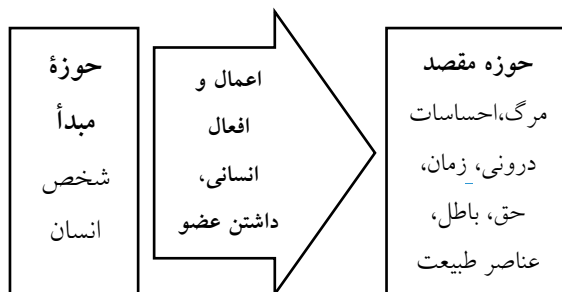 حوزهٔ
مبدأ
شخص
انسان
اعمال و
افعال
انسانی،
داشتن عضو
حوزه مقصد
مرگ،احساسات
درونی، زمان،
حق، باطل،
عناصر طبیعت